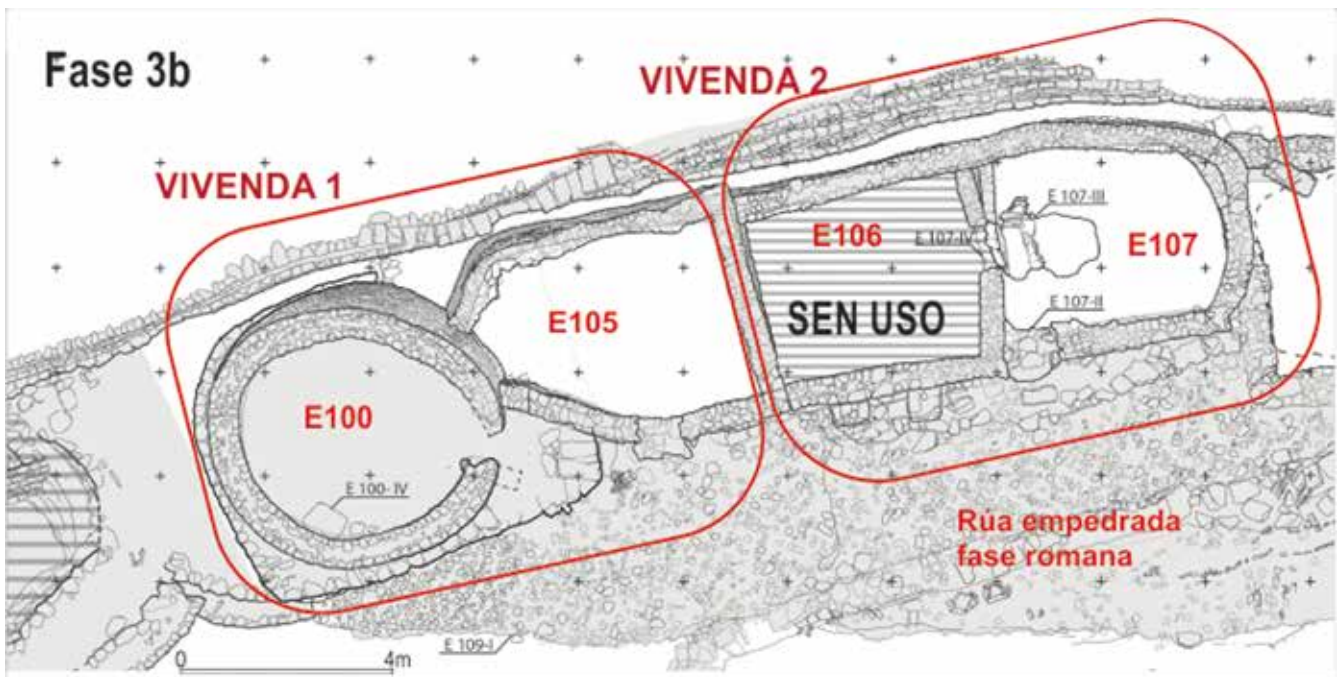 Fase 3b
VIVENDA 2
VIVENDA 1
E 107-III
E106
E 107-IV
E107
SEN USO
E 107-II
E105
E100
E 100- IV
Rúa empedrada
fase romana
E 109-I
0 4m